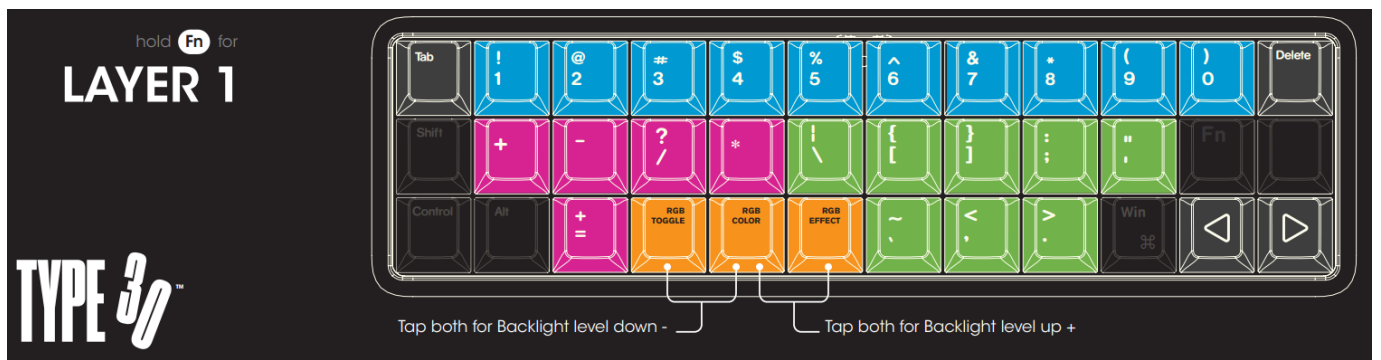 hold Fn for
LAYER 1
Tab ! 1 @ 2 # 3 $ 4 % 5 ^ 6 & 7 * 8 ( 9 ) 0 Delete
Shift + - ? / * ¦ \ { [ } ] : ; " ' Fn
Control Alt + = RGB TOGGLE RGB COLOR RGB EFFECT ~ ` < , > . Win ⌘
TYPE 30™
Tap both for Backlight level down -
Tap both for Backlight level up +